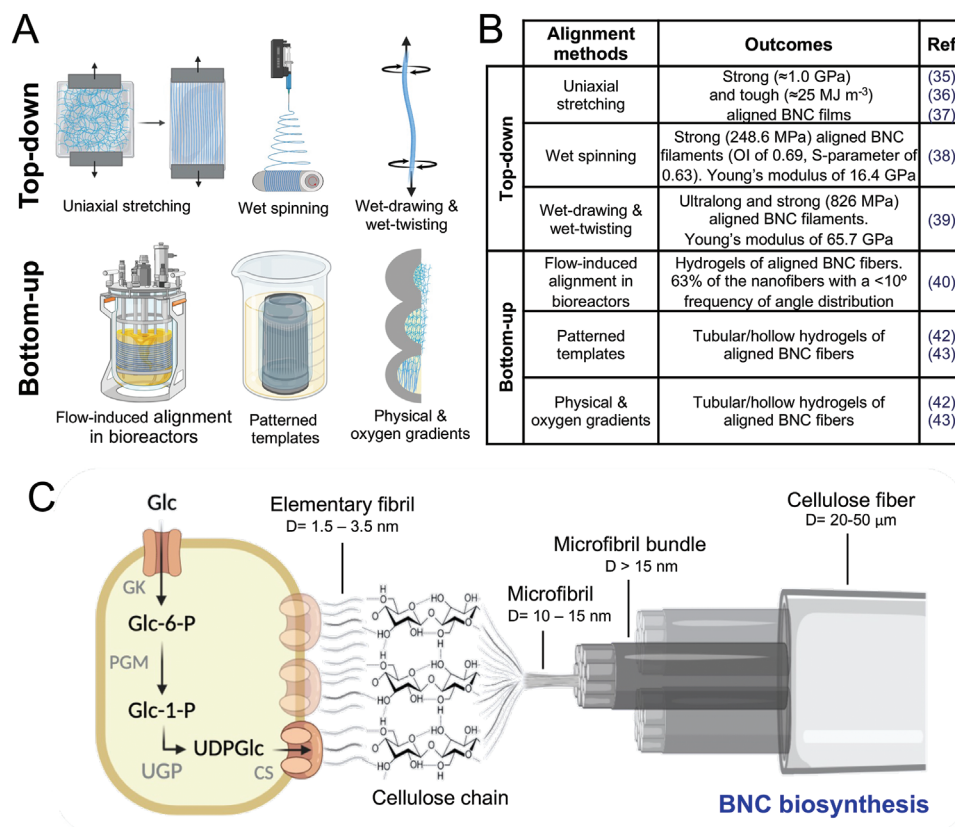 A
Top-down
Uniaxial stretching
Wet spinning
Wet-drawing &
wet-twisting
Bottom-up
Flow-induced alignment
in bioreactors
Patterned
templates
Physical &
oxygen gradients
B
Alignment
methods
Outcomes
Ref
Top-down
Uniaxial
stretching
Strong (≈1.0 GPa)
and tough (≈25 MJ m⁻³)
aligned BNC films
(35)
(36)
(37)
Wet spinning
Strong (248.6 MPa) aligned BNC
filaments (OI of 0.69, S-parameter of
0.63). Young's modulus of 16.4 GPa
(38)
Wet-drawing &
wet-twisting
Ultralong and strong (826 MPa)
aligned BNC filaments.
Young's modulus of 65.7 GPa
(39)
Bottom-up
Flow-induced
alignment in
bioreactors
Hydrogels of aligned BNC fibers.
63% of the nanofibers with a <10º
frequency of angle distribution
(40)
Patterned
templates
Tubular/hollow hydrogels of
aligned BNC fibers
(42)
(43)
Physical &
oxygen gradients
Tubular/hollow hydrogels of
aligned BNC fibers
(42)
(43)
C
Glc
GK
Glc-6-P
PGM
Glc-1-P
UGP
UDPGlc
CS
Elementary fibril
D= 1.5 – 3.5 nm
Cellulose chain
Microfibril
D= 10 – 15 nm
Microfibril bundle
D > 15 nm
Cellulose fiber
D= 20-50 µm
BNC biosynthesis